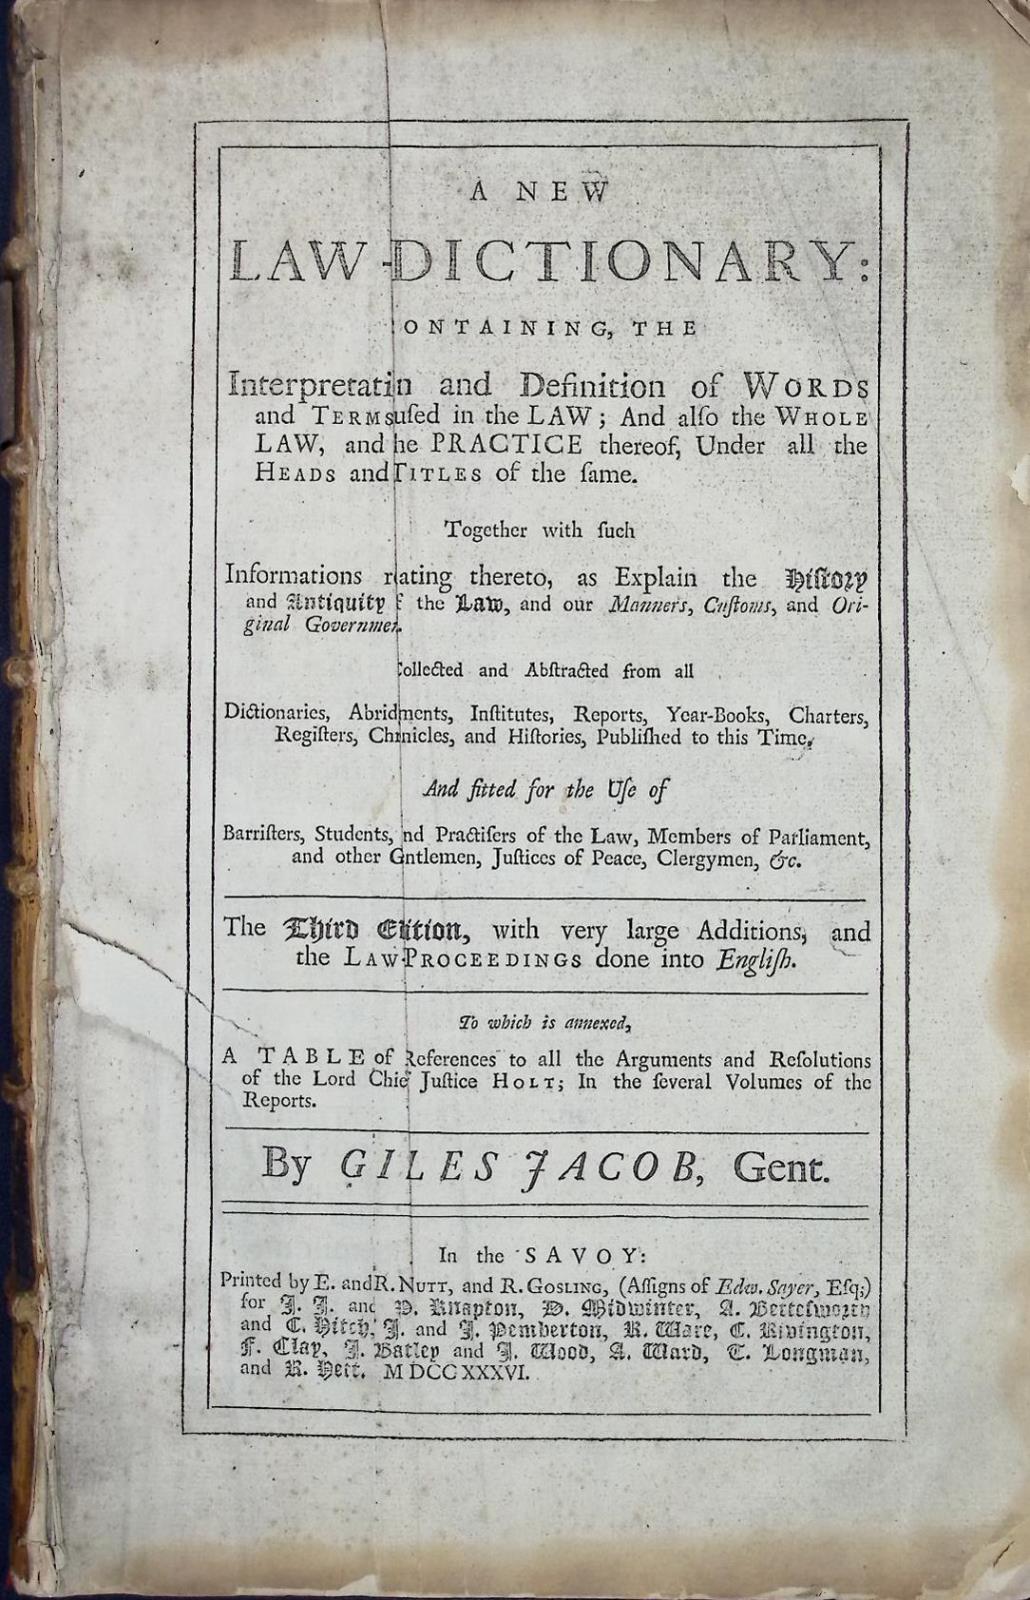 A NEW
LAW-DICTIONARY:
ONTAINING, THE
Interpretatin and Definition of WORDS
and TERMS uſed in the LAW; And alſo the WHOLE
LAW, and he PRACTICE thereof, Under all the
HEADS and TITLES of the ſame.
Together with ſuch
Informations rating thereto, as Explain the Hiſtory
and Antiquity f the Law, and our Manners, Cuſtoms, and Ori-
ginal Governmen.
Collected and Abſtracted from all
Dictionaries, Abridments, Inſtitutes, Reports, Year-Books, Charters,
Regiſters, Chrnicles, and Hiſtories, Publiſhed to this Time.
And fitted for the Uſe of
Barriſters, Students, nd Practiſers of the Law, Members of Parliament,
and other Gntlemen, Juſtices of Peace, Clergymen, &c.
The Third Edition, with very large Additions, and
the LAW-PROCEEDINGS done into Engliſh.
To which is annexed,
A TABLE of References to all the Arguments and Reſolutions
of the Lord Chief Juſtice HOLT; In the ſeveral Volumes of the
Reports.
By GILES JACOB, Gent.
In the SAVOY:
Printed by E. and R. NUTT, and R. GOSLING, (Aſſigns of Edw. Sayer, Eſq;)
for J. J. and P. Knapton, D. Midwinter, A. Betteſworth
and C. Hitch, J. and J. Pemberton, R. Ware, C. Rivington,
F. Clay, J. Batley and J. Wood, A. Ward, T. Longman,
and R. Hett. MDCCXXXVI.